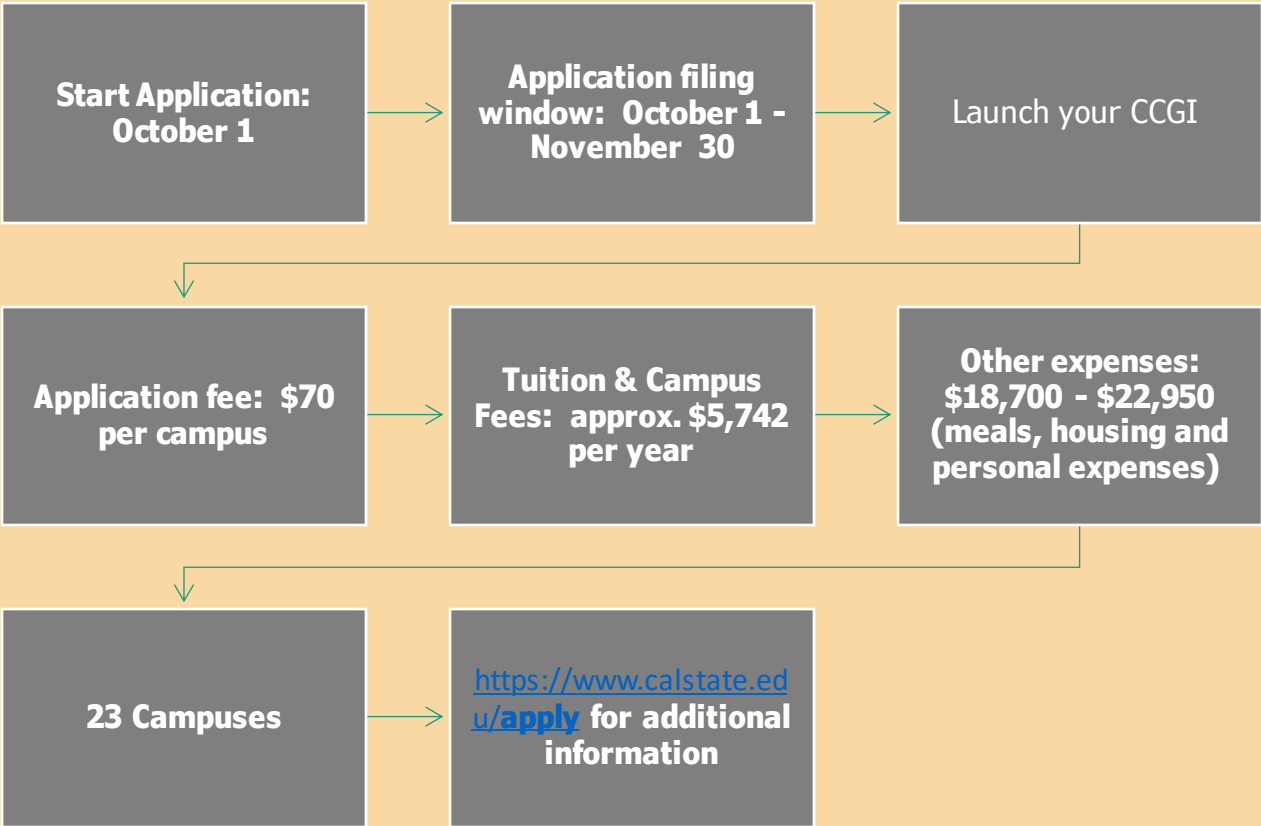 Start Application:
October 1
Application filing
window: October 1 -
November 30
Launch your CCGI
Application fee: $70
per campus
Tuition & Campus
Fees: approx. $5,742
per year
Other expenses:
$18,700 - $22,950
(meals, housing and
personal expenses)
23 Campuses
https://www.calstate.ed
u/apply for additional
information